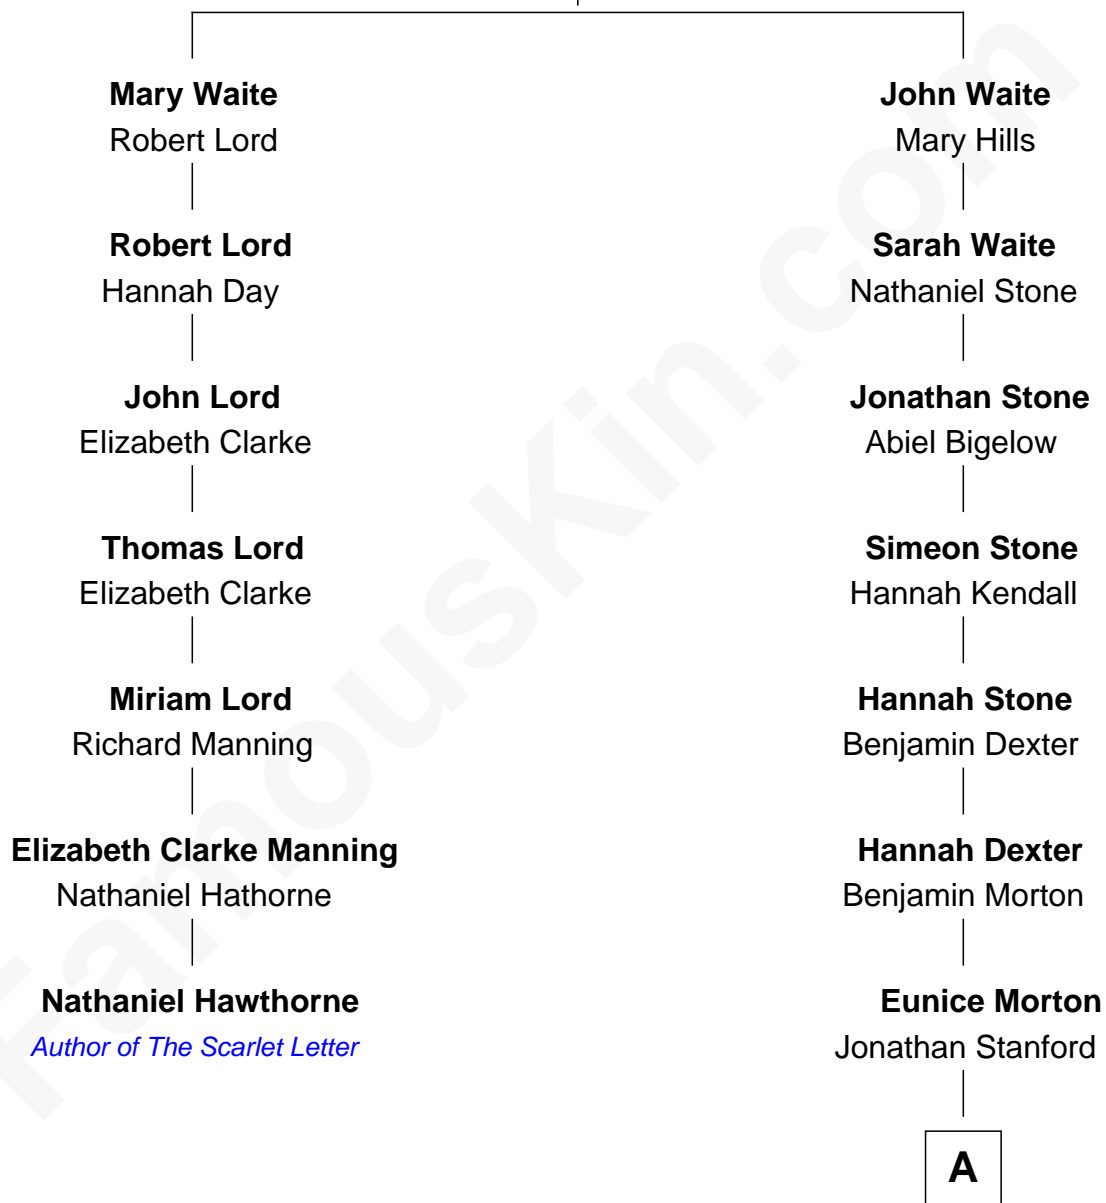 Mary Waite
Robert Lord
Robert Lord
Hannah Day
John Lord
Elizabeth Clarke
Thomas Lord
Elizabeth Clarke
Miriam Lord
Richard Manning
Elizabeth Clarke Manning
Nathaniel Hathorne
Nathaniel Hawthorne
Author of The Scarlet Letter
John Waite
Mary Hills
Sarah Waite
Nathaniel Stone
Jonathan Stone
Abiel Bigelow
Simeon Stone
Hannah Kendall
Hannah Stone
Benjamin Dexter
Hannah Dexter
Benjamin Morton
Eunice Morton
Jonathan Stanford
A
FamousKin.com